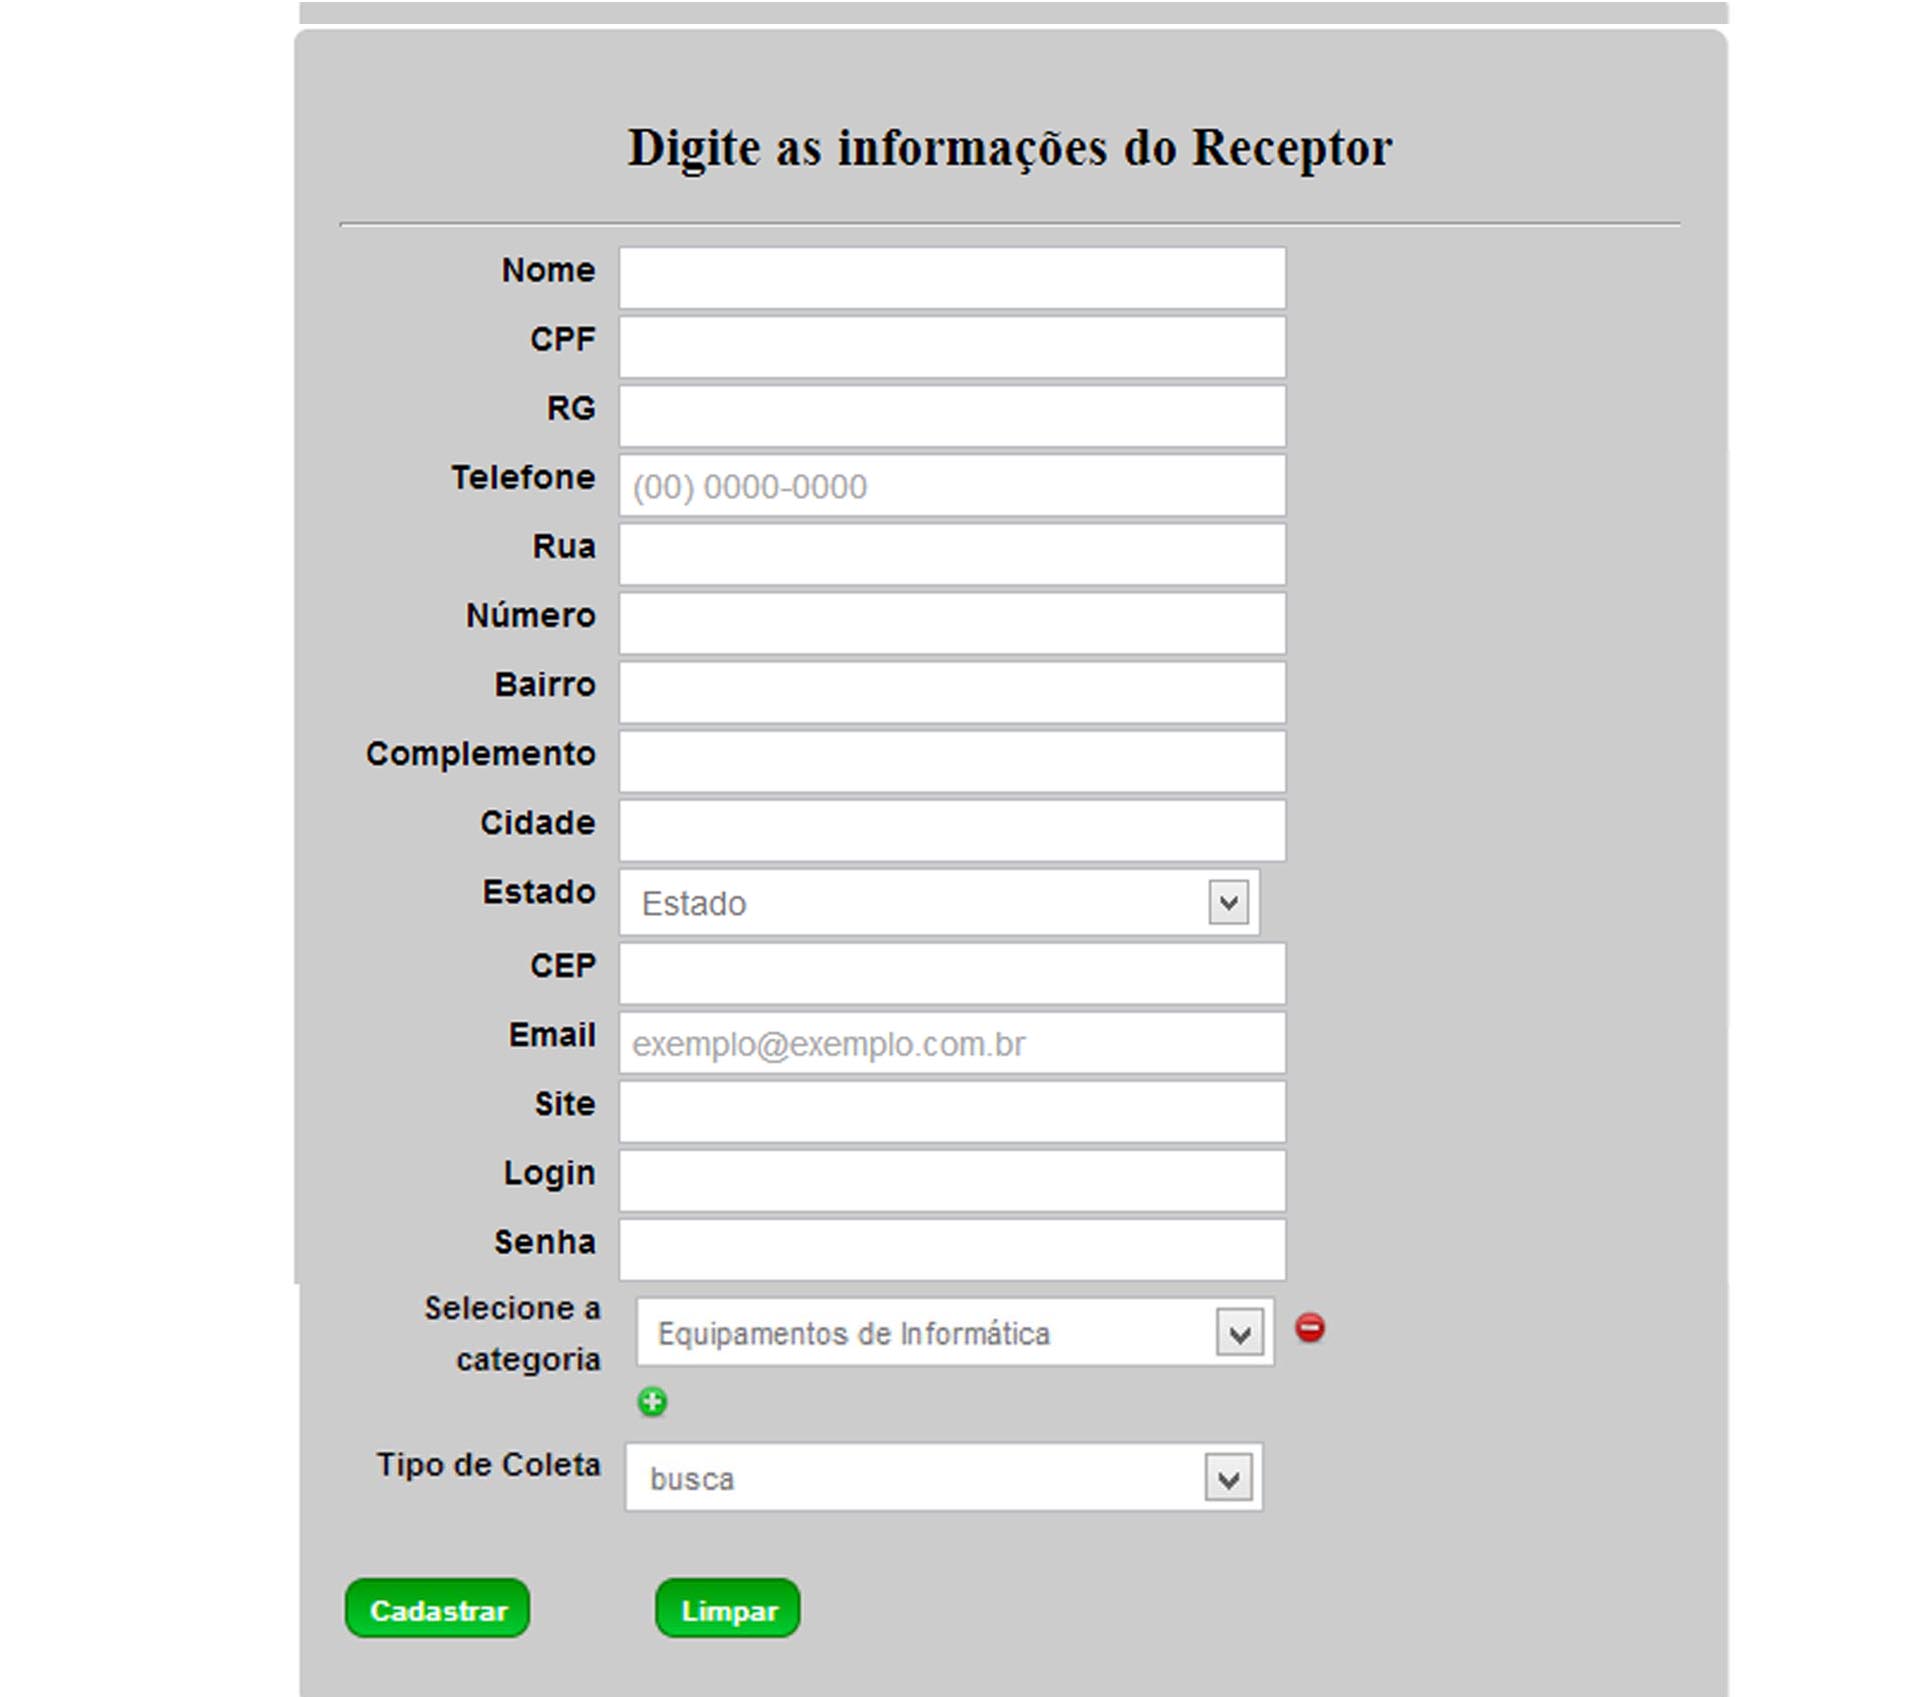 Digite as informações do Receptor
Nome
CPF
RG
Telefone (00) 0000-0000
Rua
Número
Bairro
Complemento
Cidade
Estado Estado
CEP
Email exemplo@exemplo.com.br
Site
Login
Senha
Selecione a
categoria Equipamentos de Informática
Tipo de Coleta busca
Cadastrar Limpar